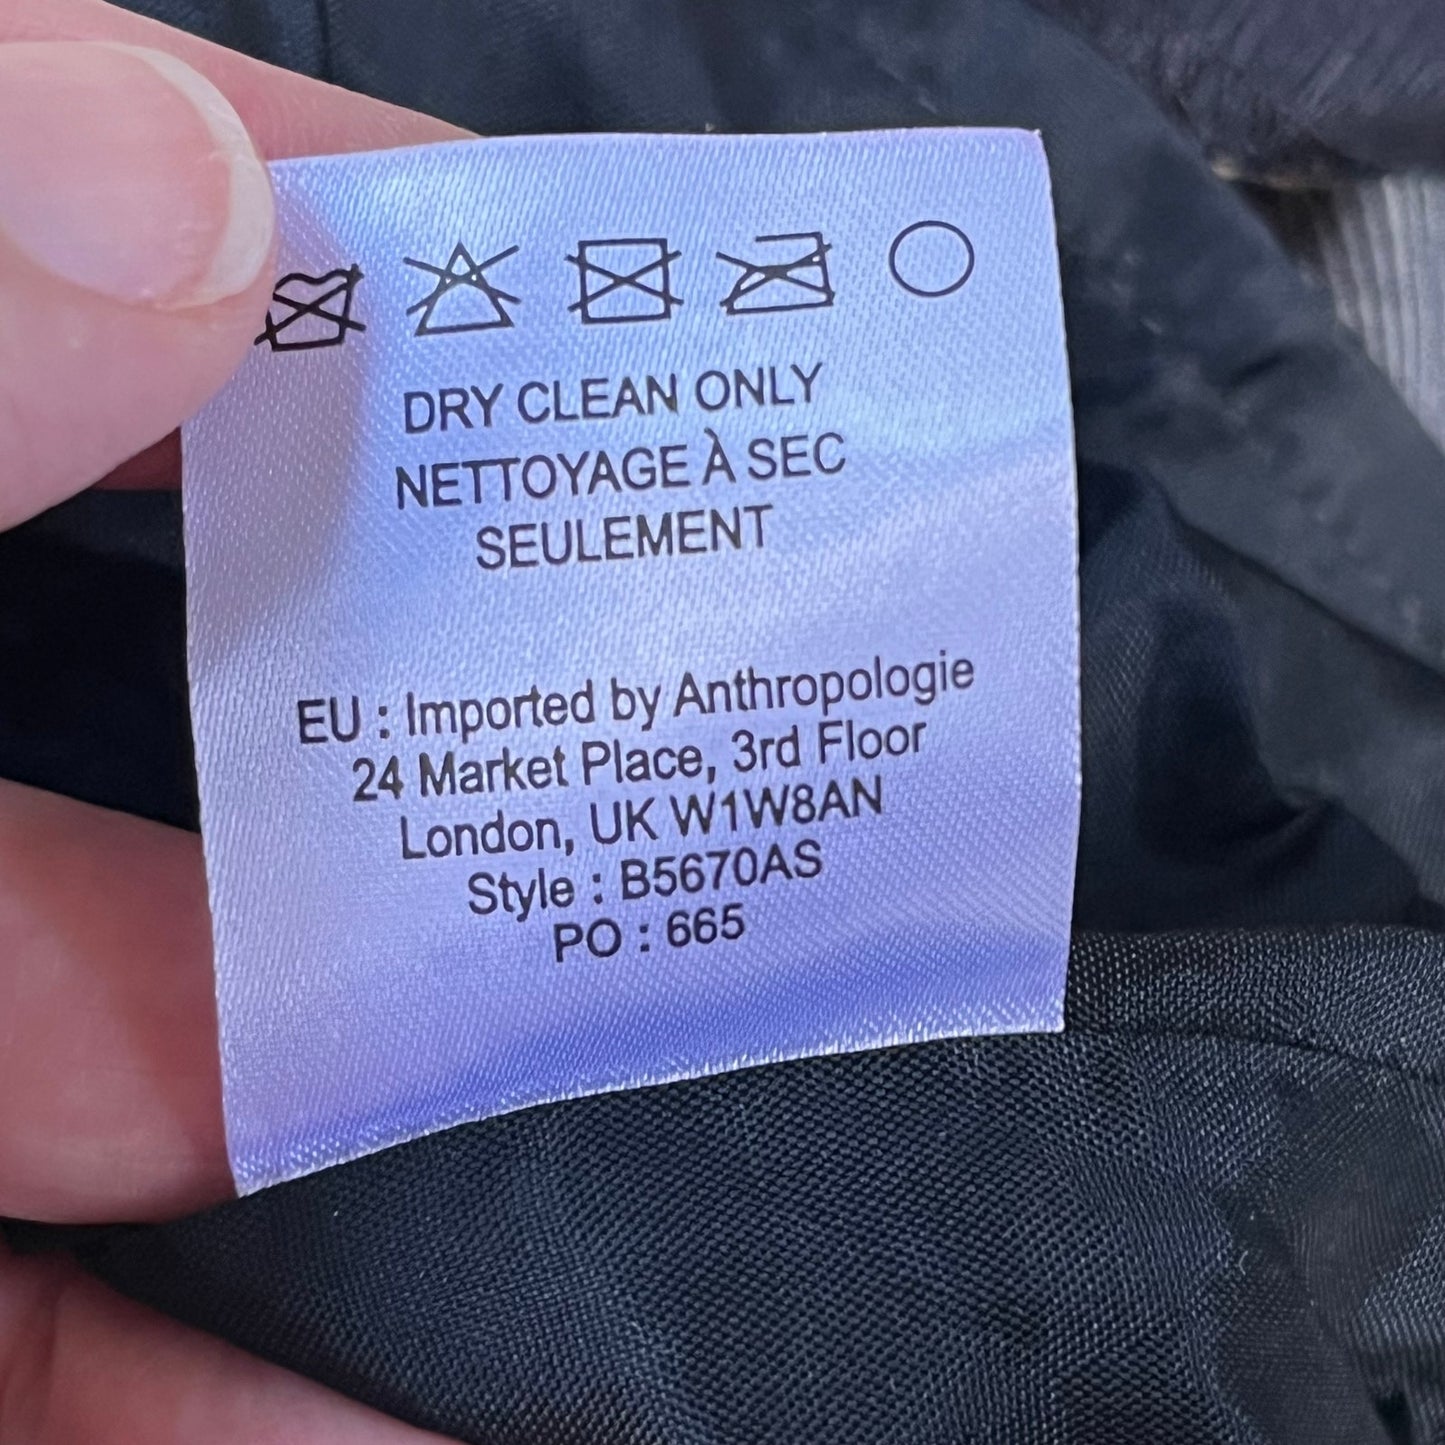 DRY CLEAN ONLY
NETTOYAGE À SEC
SEULEMENT
EU : Imported by Anthropologie
24 Market Place, 3rd Floor
London, UK W1W8AN
Style : B5670AS
PO : 665